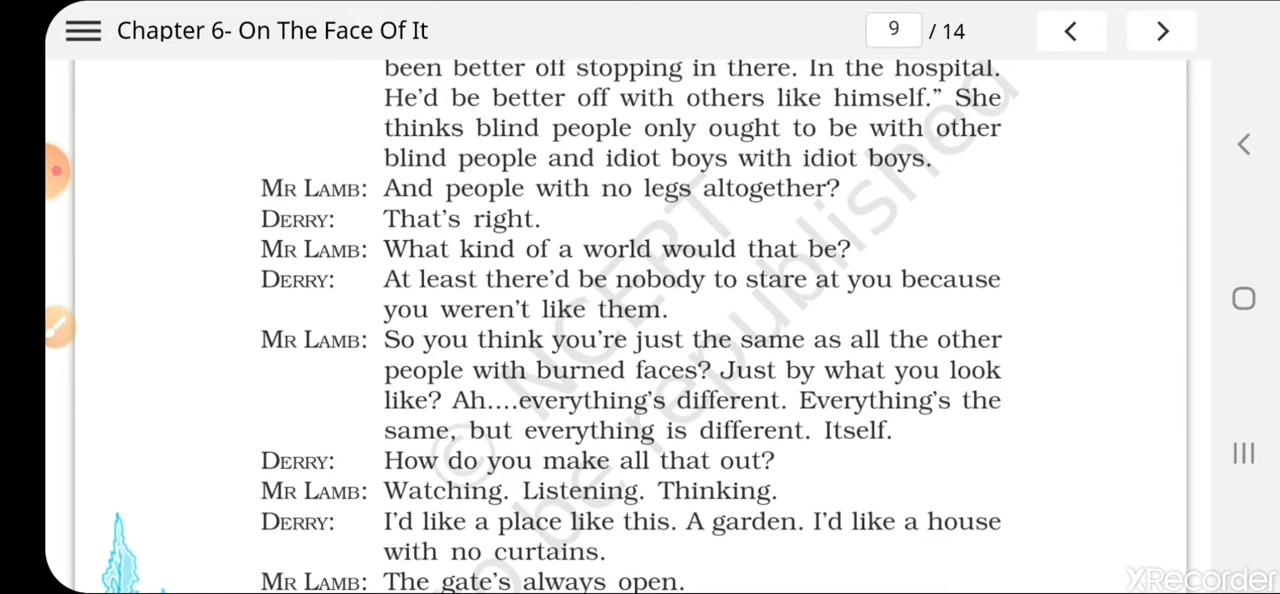 Chapter 6- On The Face Of It
9 / 14
been better off stopping in there. In the hospital.
He'd be better off with others like himself.” She
thinks blind people only ought to be with other
blind people and idiot boys with idiot boys.
MR LAMB: And people with no legs altogether?
DERRY: That's right.
MR LAMB: What kind of a world would that be?
DERRY: At least there'd be nobody to stare at you because
you weren't like them.
MR LAMB: So you think you're just the same as all the other
people with burned faces? Just by what you look
like? Ah....everything's different. Everything's the
same, but everything is different. Itself.
DERRY: How do you make all that out?
MR LAMB: Watching. Listening. Thinking.
DERRY: I'd like a place like this. A garden. I'd like a house
with no curtains.
MR LAMB: The gate's always open.
© NCERT
be republished
XRecorder